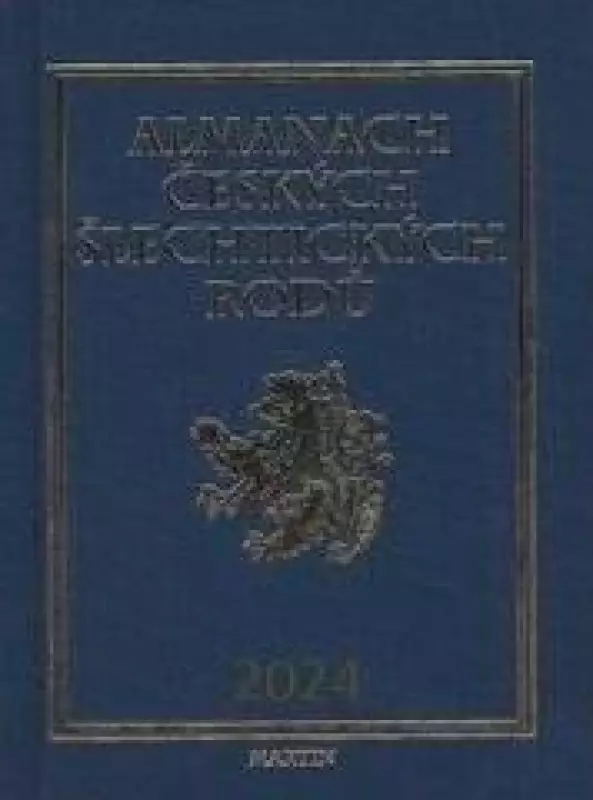 ALMANACH
ČESKÝCH
ŠLECHTICKÝCH
RODŮ
2024
MARTIN